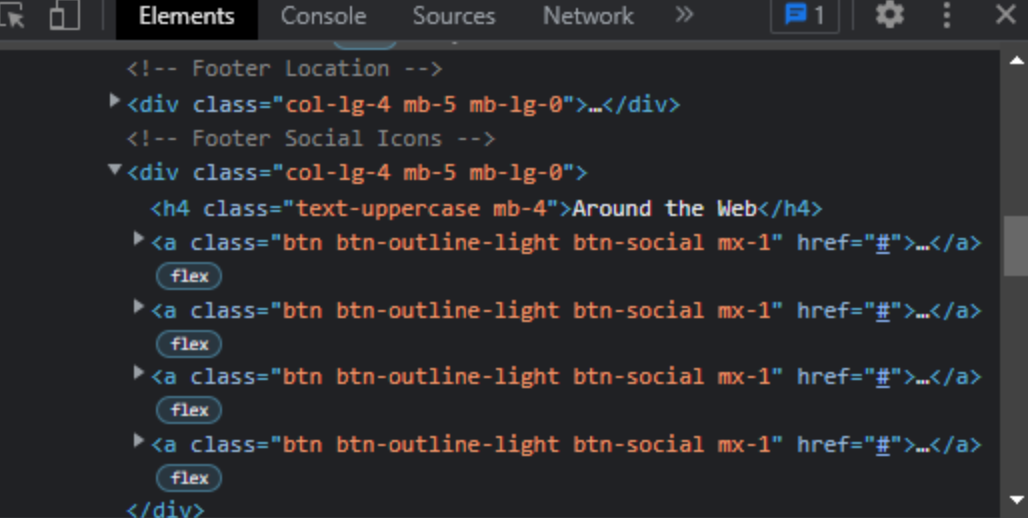 Elements Console Sources Network » 1
<!-- Footer Location -->
<div class="col-lg-4 mb-5 mb-lg-0">…</div>
<!-- Footer Social Icons -->
<div class="col-lg-4 mb-5 mb-lg-0">
<h4 class="text-uppercase mb-4">Around the Web</h4>
<a class="btn btn-outline-light btn-social mx-1" href="#">…</a>
flex
<a class="btn btn-outline-light btn-social mx-1" href="#">…</a>
flex
<a class="btn btn-outline-light btn-social mx-1" href="#">…</a>
flex
<a class="btn btn-outline-light btn-social mx-1" href="#">…</a>
flex
</div>